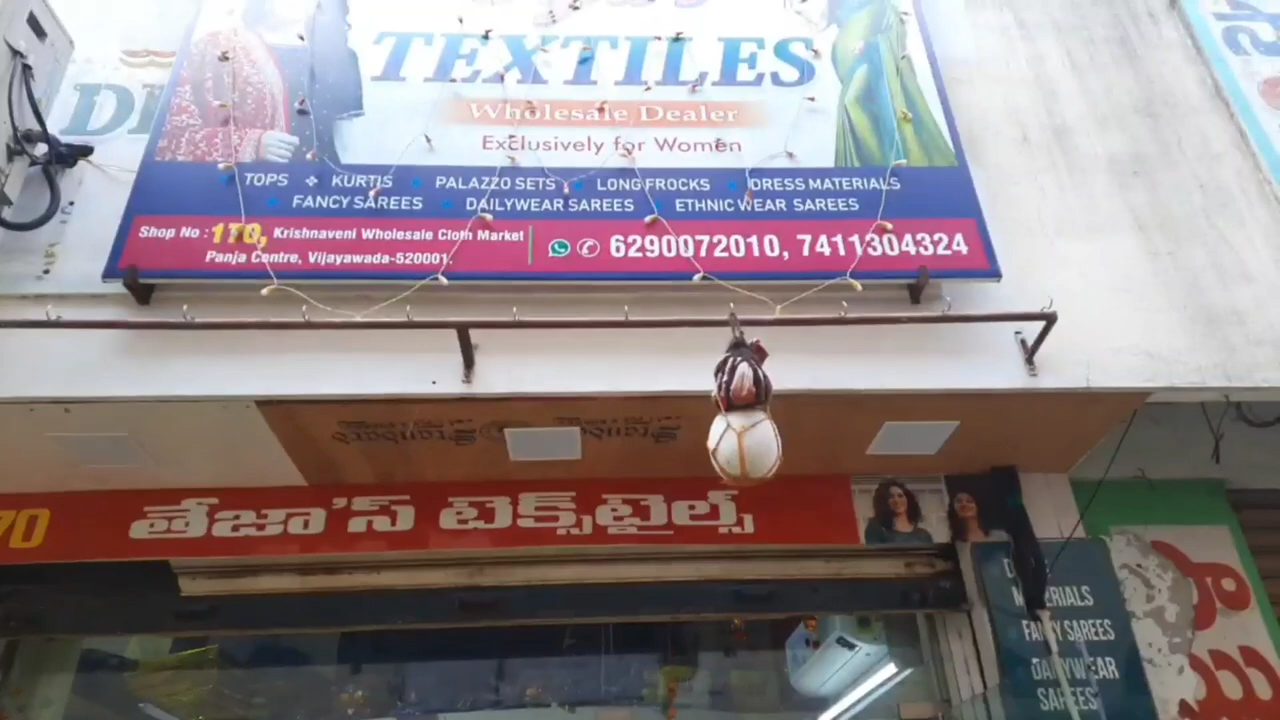 TEXTILES
Wholesale Dealer
Exclusively for Women
TOPS KURTIS PALAZZO SETS LONG FROCKS DRESS MATERIALS
FANCY SAREES DAILYWEAR SAREES ETHNIC WEAR SAREES
Shop No : 170, Krishnaveni Wholesale Cloth Market
Panja Centre, Vijayawada-520001.
6290072010, 7411304324
70 తేజా'స్ టెక్స్‌టైల్స్
MATERIALS
FANCY SAREES
DAILYWEAR
SAREES